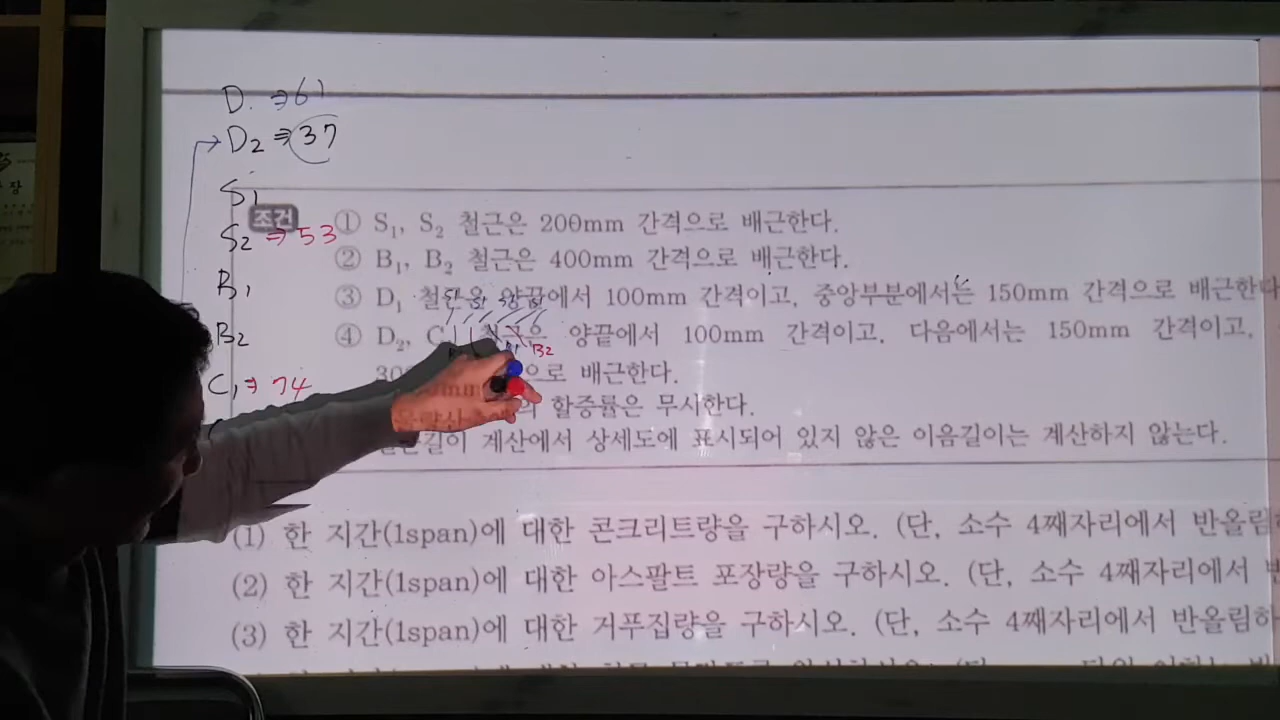 D1 ⇒ 61
D2 ⇒ 37
S1
조건 ① S1, S2 철근은 200mm 간격으로 배근한다.
S2 ⇒ 53
② B1, B2 철근은 400mm 간격으로 배근한다.
B1
③ D1 철근은 양끝에서 100mm 간격이고, 중앙부분에서는 150mm 간격으로 배근한다
B2
④ D2, C 철근은 양끝에서 100mm 간격이고, 다음에서는 150mm 간격이고,
B2
으로 배근한다.
C1 ⇒ 74
의 할증률은 무시한다.
길이 계산에서 상세도에 표시되어 있지 않은 이음길이는 계산하지 않는다.
(1) 한 지간(1span)에 대한 콘크리트량을 구하시오. (단, 소수 4째자리에서 반올림
(2) 한 지간(1span)에 대한 아스팔트 포장량을 구하시오. (단, 소수 4째자리에서
(3) 한 지간(1span)에 대한 거푸집량을 구하시오. (단, 소수 4째자리에서 반올림하